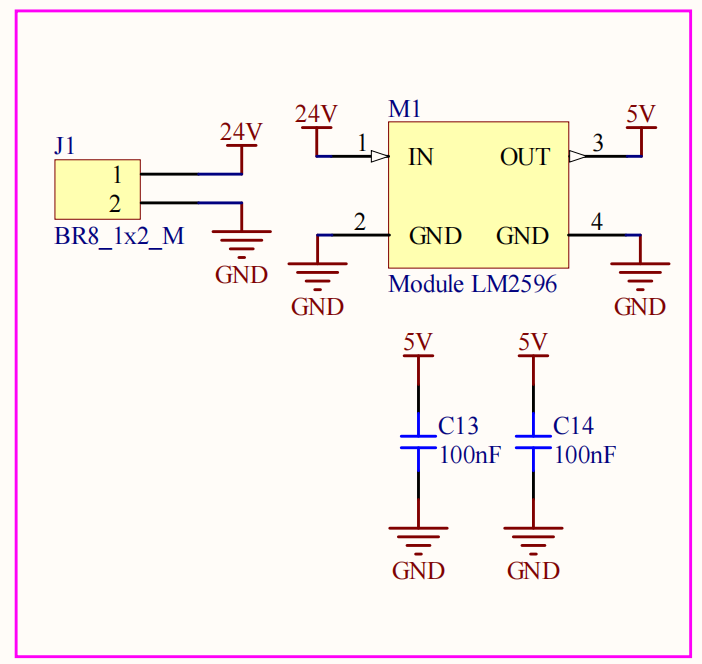 J1
1
2
BR8_1x2_M
24V
GND
24V
1
2
GND
M1
IN
OUT
GND
GND
Module LM2596
3
4
5V
GND
5V
C13
100nF
GND
5V
C14
100nF
GND